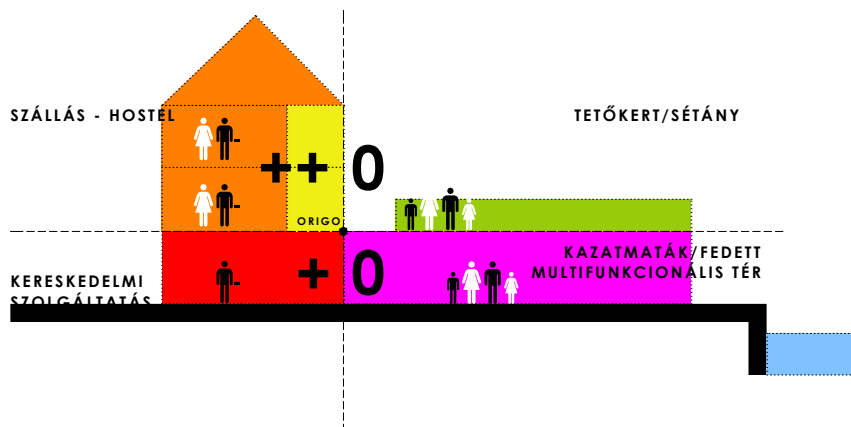 SZÁLLÁS - HOSTEL
TETŐKERT/SÉTÁNY
++ 0
ORIGO
+ 0
KAZATMATÁK/FEDETT
MULTIFUNKCIONÁLIS TÉR
KERESKEDELMI
SZOLGÁLTATÁS